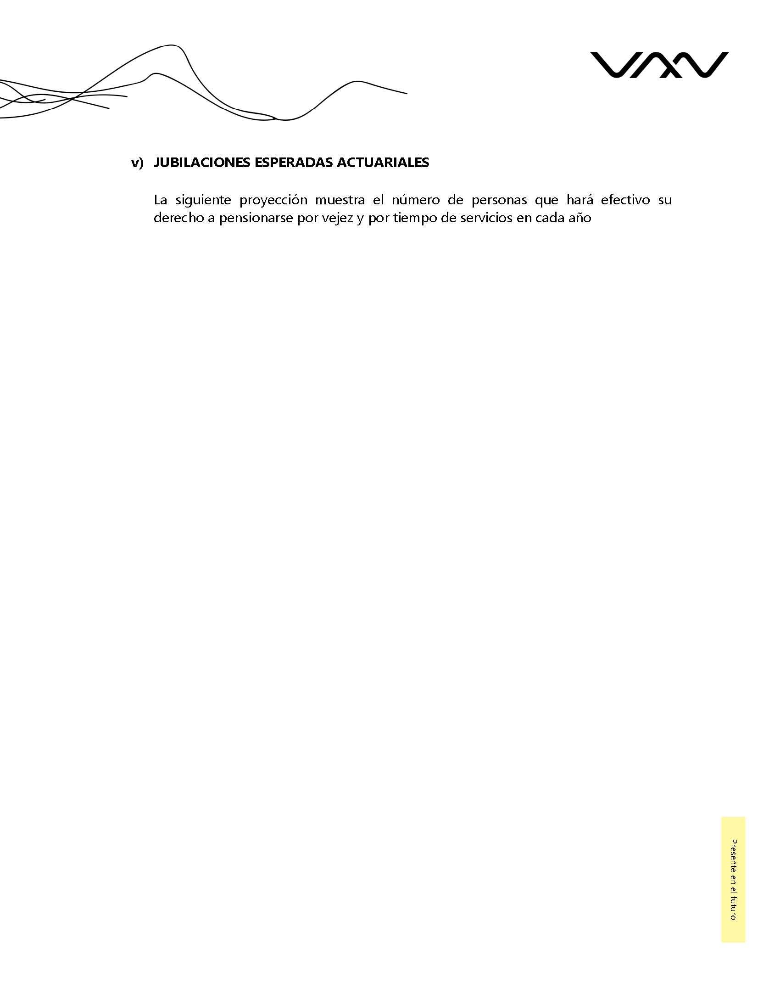 v) JUBILACIONES ESPERADAS ACTUARIALES
La siguiente proyección muestra el número de personas que hará efectivo su
derecho a pensionarse por vejez y por tiempo de servicios en cada año
Presente en el futuro